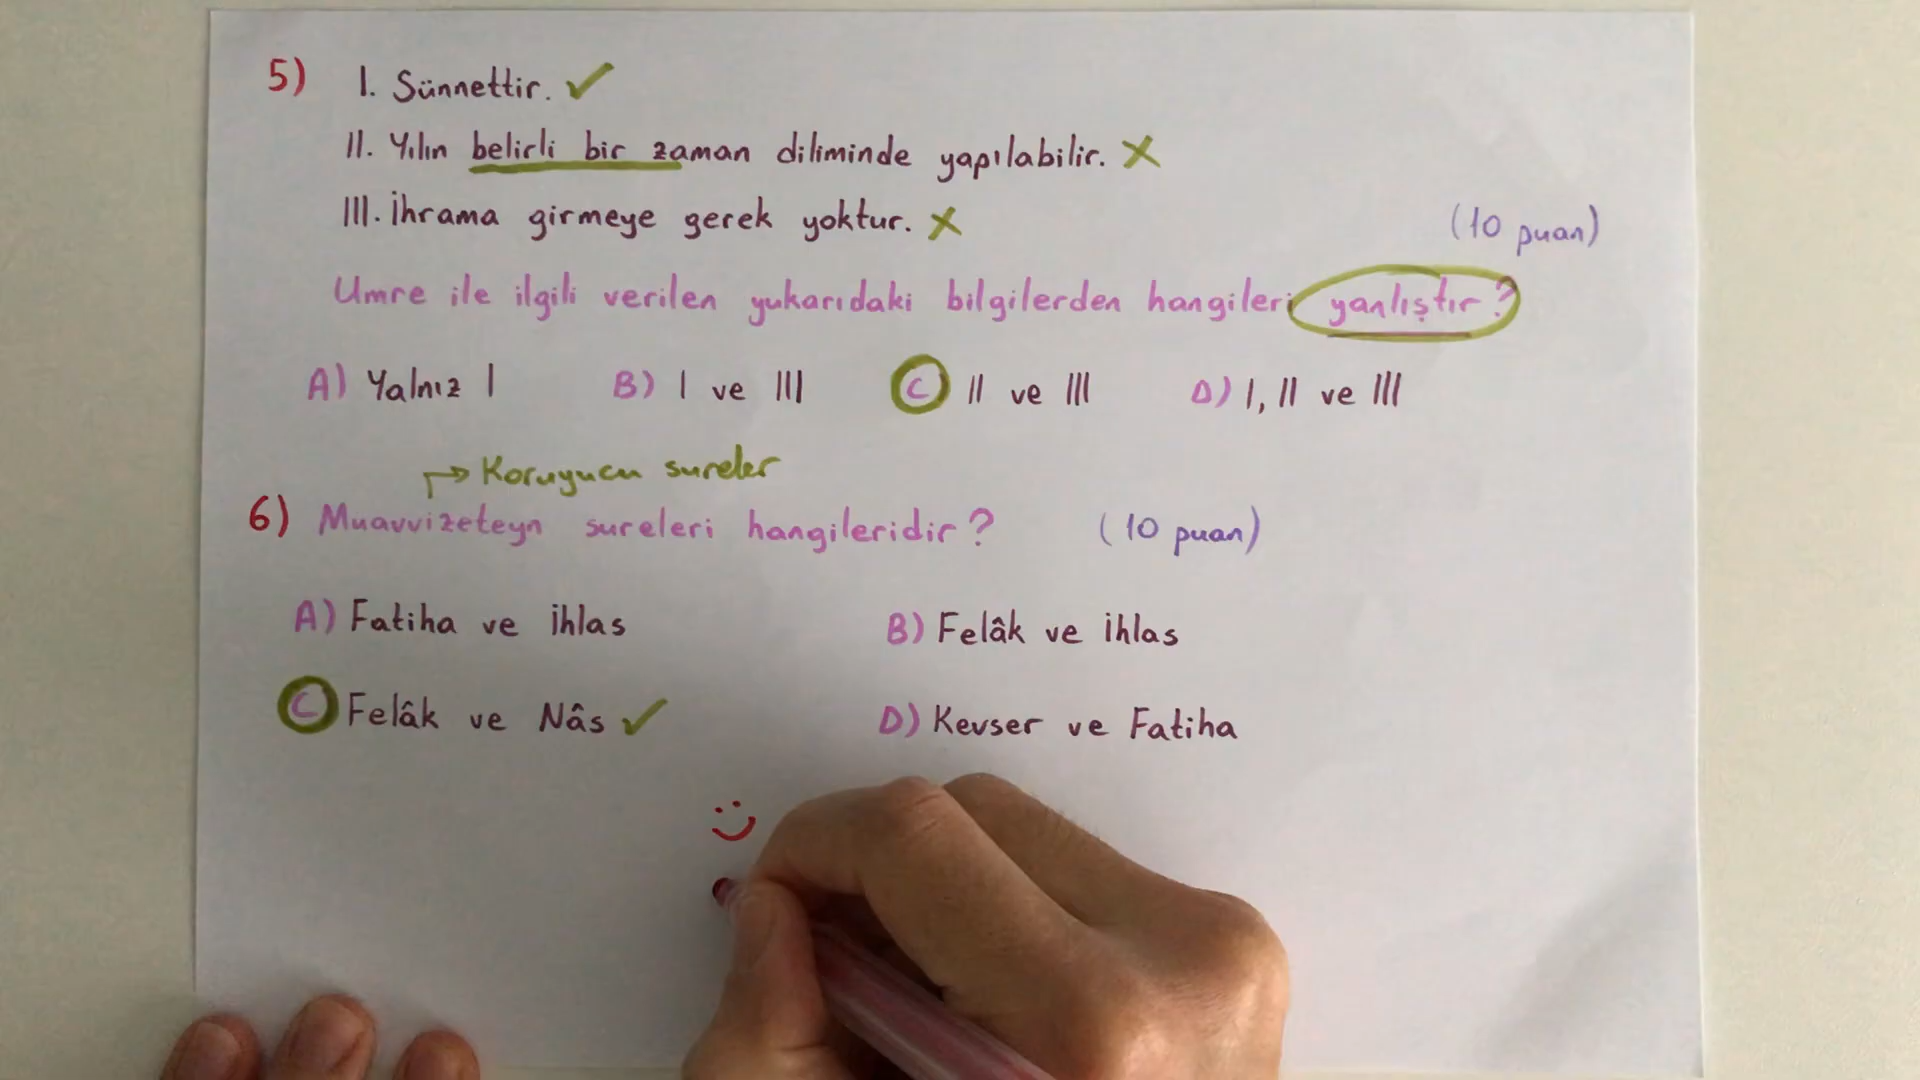 5) I. Sünnettir. ✓
II. Yılın belirli bir zaman diliminde yapılabilir. X
III. İhrama girmeye gerek yoktur. X
(10 puan)
Umre ile ilgili verilen yukarıdaki bilgilerden hangileri yanlıştır?
A) Yalnız I B) I ve III C) II ve III D) I, II ve III
→ Koruyucu sureler
6) Muavvizeteyn sureleri hangileridir? (10 puan)
A) Fatiha ve İhlas B) Felâk ve İhlas
C) Felâk ve Nâs ✓ D) Kevser ve Fatiha